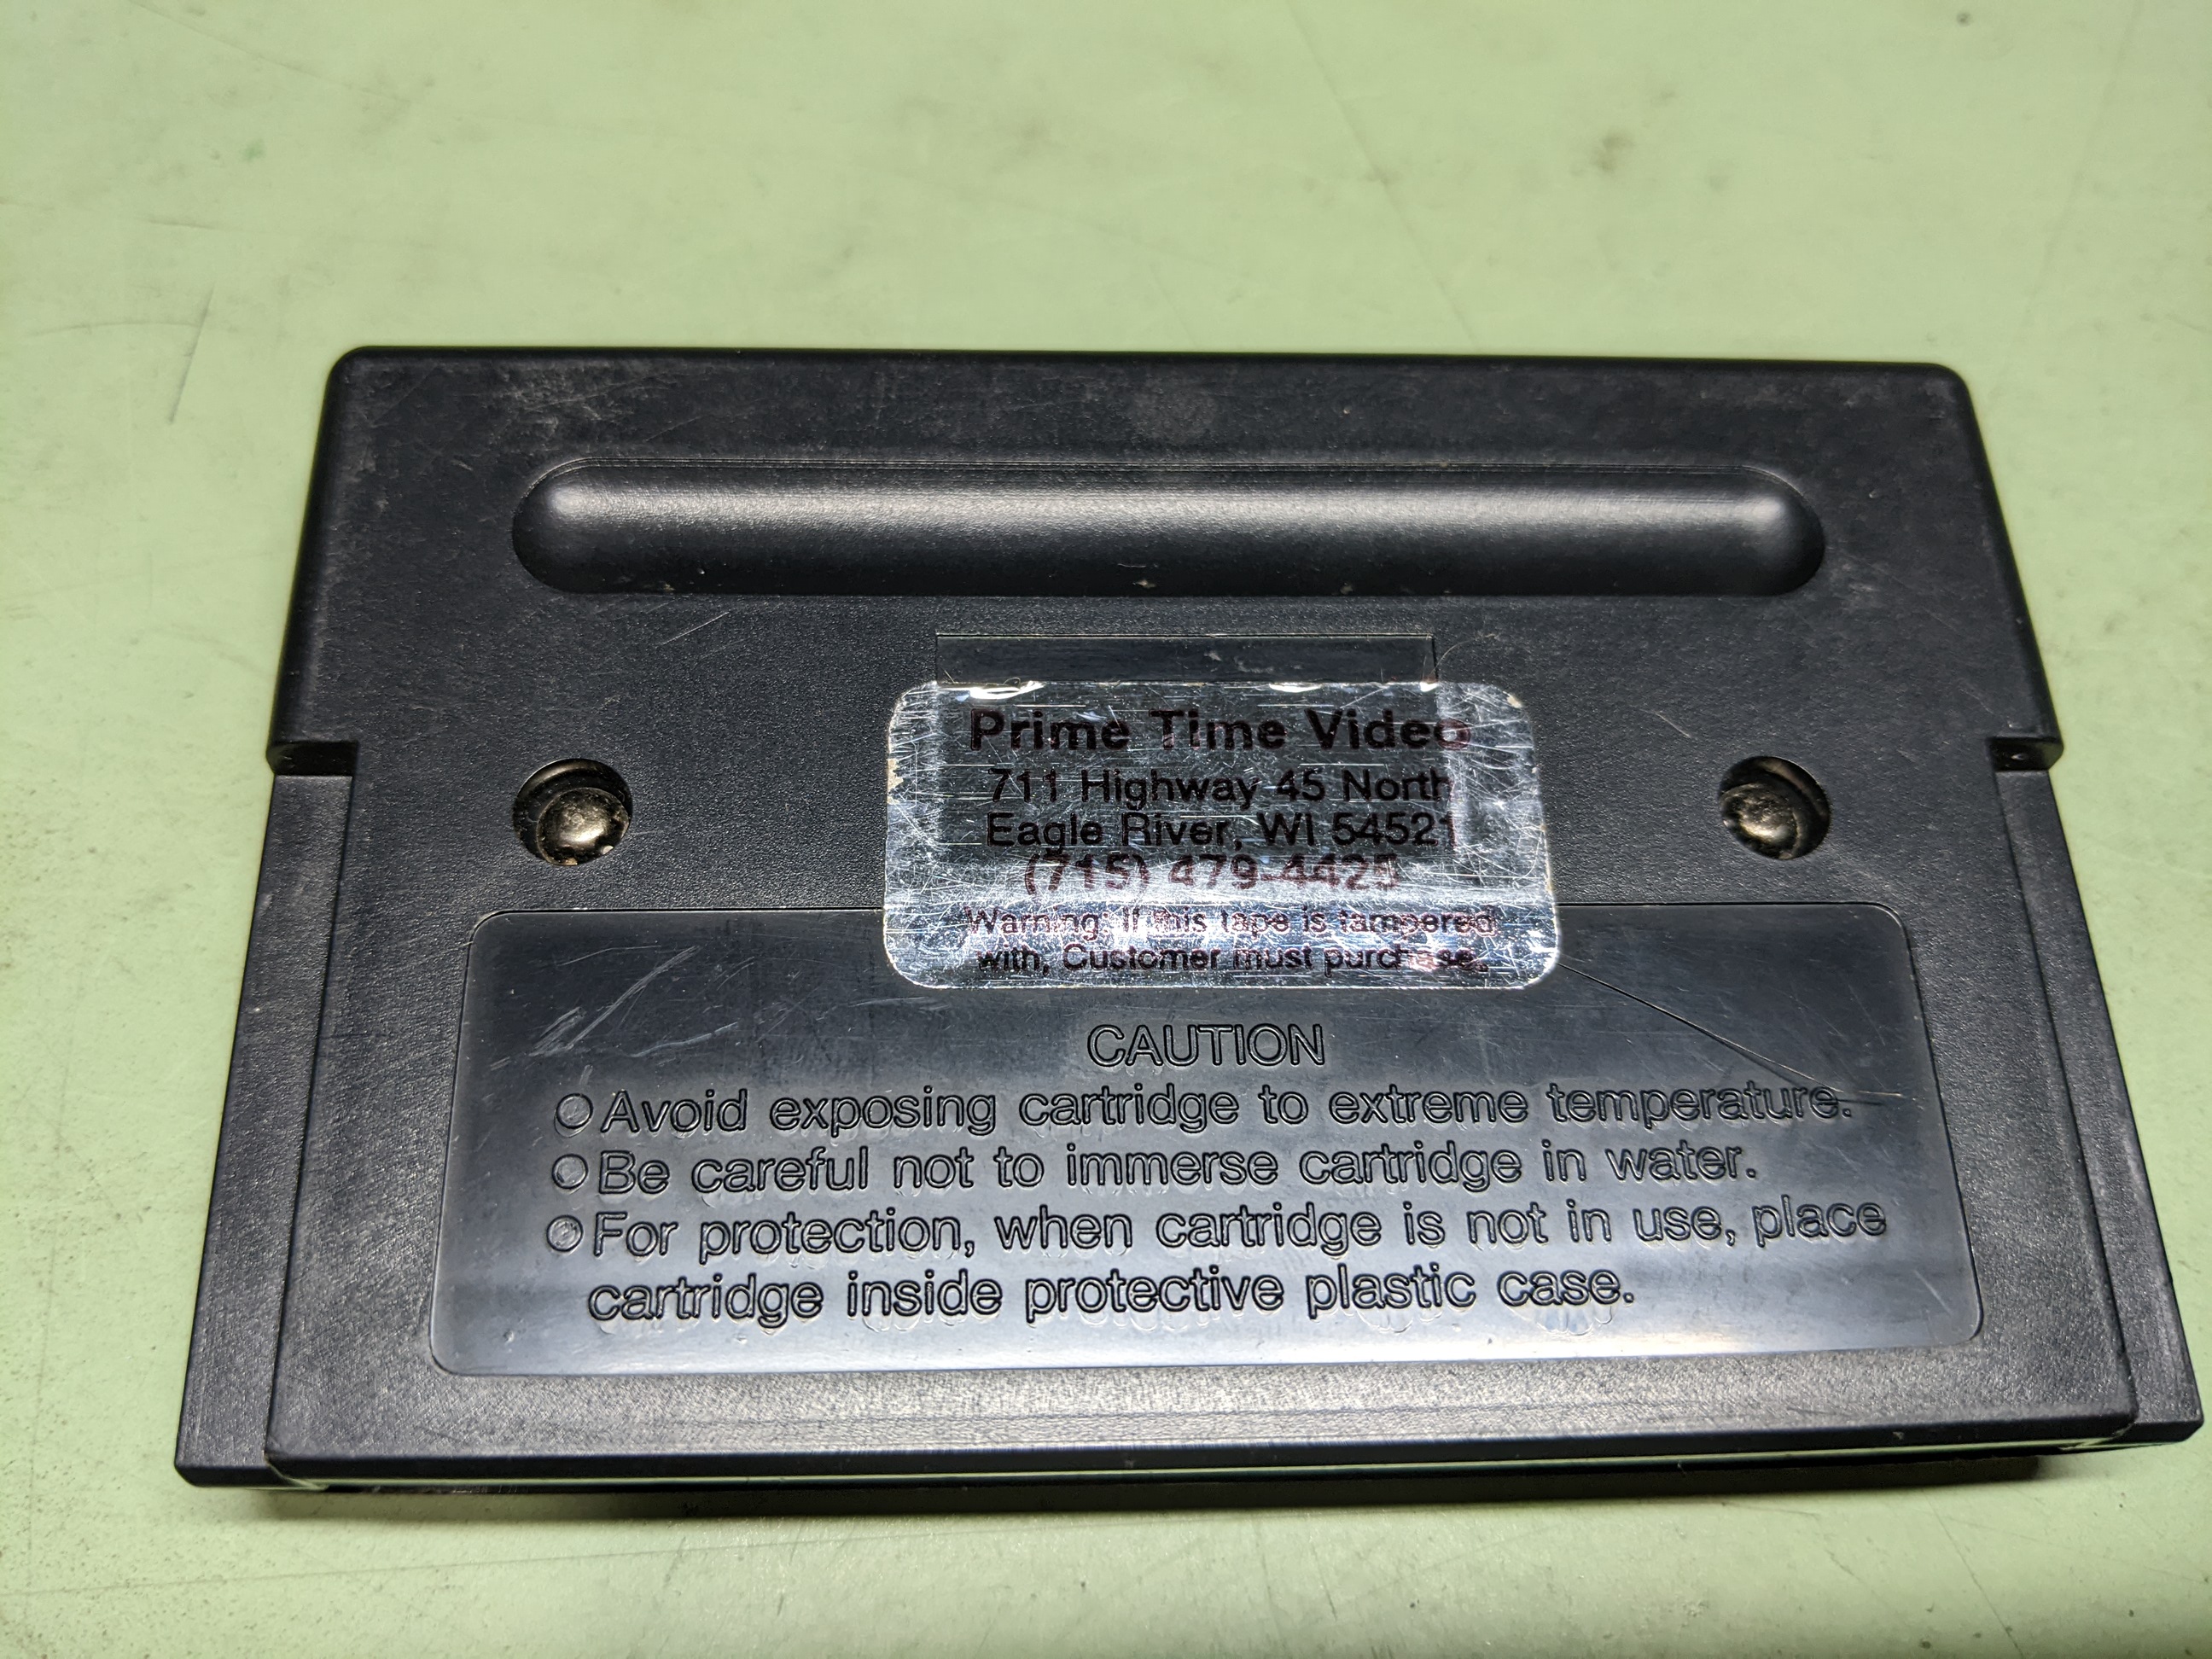 Prime Time Video
711 Highway 45 North
Eagle River, WI 54521
(715) 479-4425
Warning: If this tape is tampered
with, Customer must purchase.
CAUTION
○Avoid exposing cartridge to extreme temperature.
○Be careful not to immerse cartridge in water.
○For protection, when cartridge is not in use, place
cartridge inside protective plastic case.